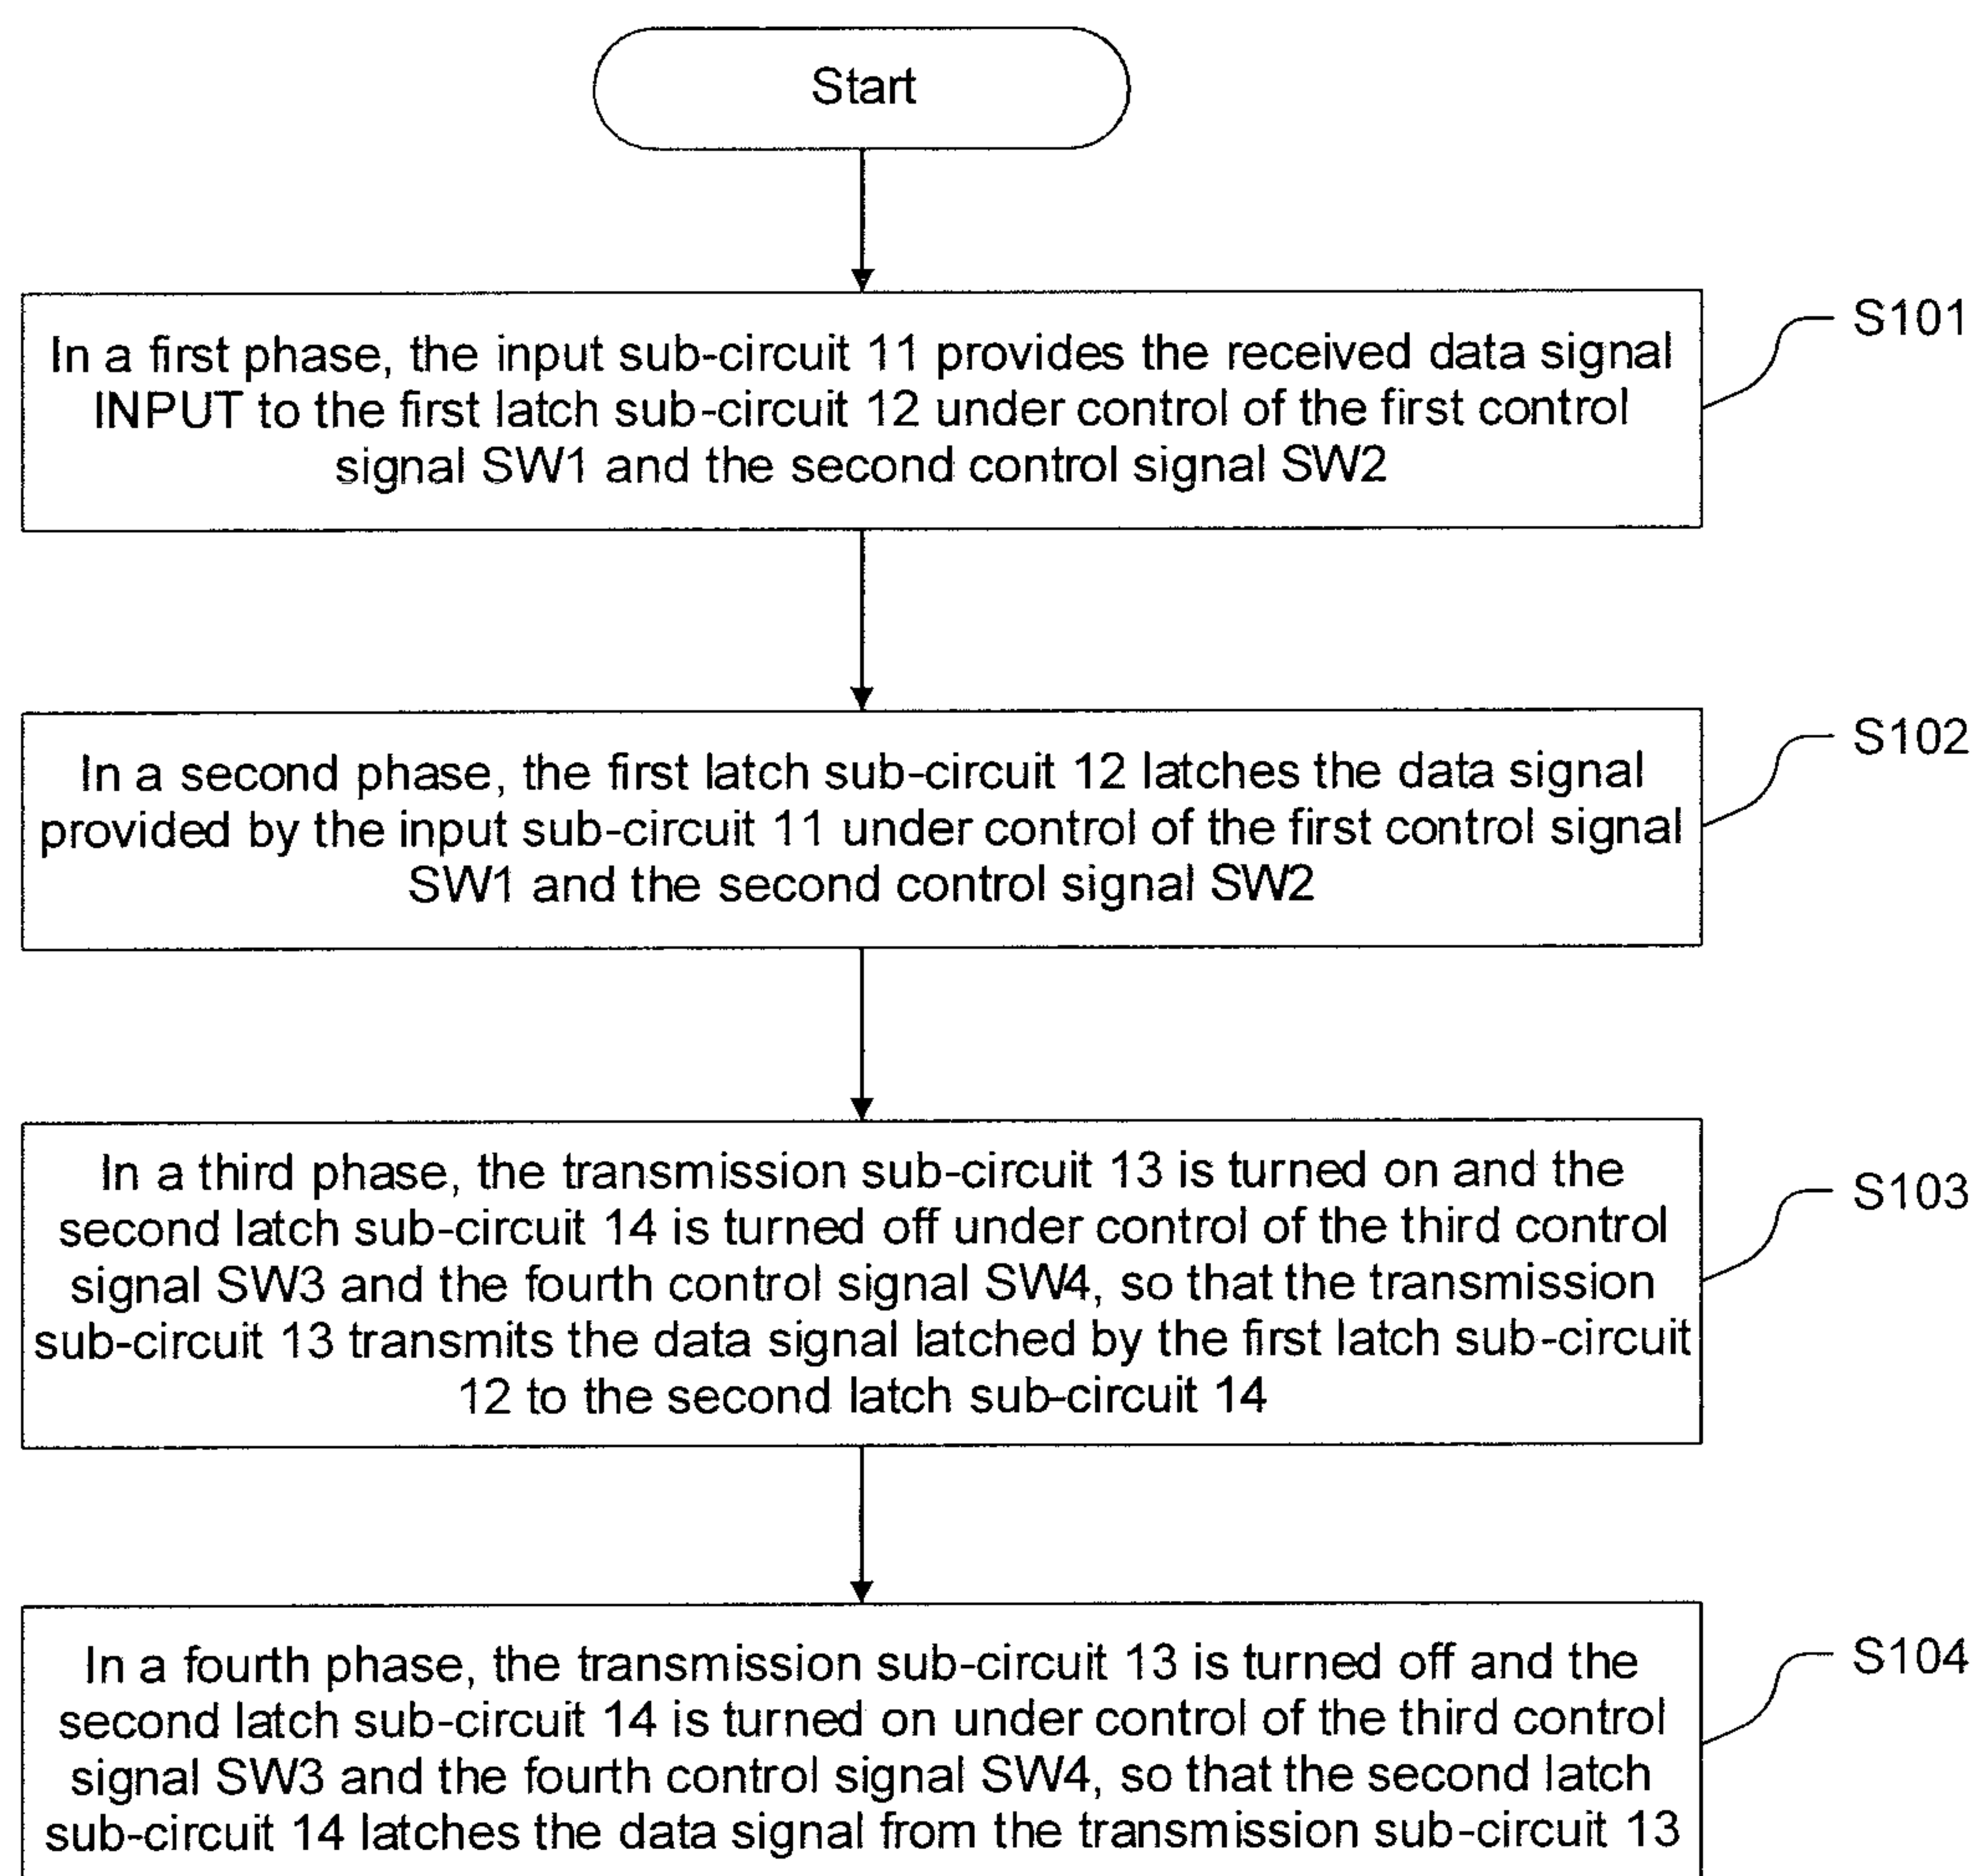 Start
In a first phase, the input sub-circuit 11 provides the received data signal
INPUT to the first latch sub-circuit 12 under control of the first control
signal SW1 and the second control signal SW2
S101
In a second phase, the first latch sub-circuit 12 latches the data signal
provided by the input sub-circuit 11 under control of the first control signal
SW1 and the second control signal SW2
S102
In a third phase, the transmission sub-circuit 13 is turned on and the
second latch sub-circuit 14 is turned off under control of the third control
signal SW3 and the fourth control signal SW4, so that the transmission
sub-circuit 13 transmits the data signal latched by the first latch sub-circuit
12 to the second latch sub-circuit 14
S103
In a fourth phase, the transmission sub-circuit 13 is turned off and the
second latch sub-circuit 14 is turned on under control of the third control
signal SW3 and the fourth control signal SW4, so that the second latch
sub-circuit 14 latches the data signal from the transmission sub-circuit 13
S104